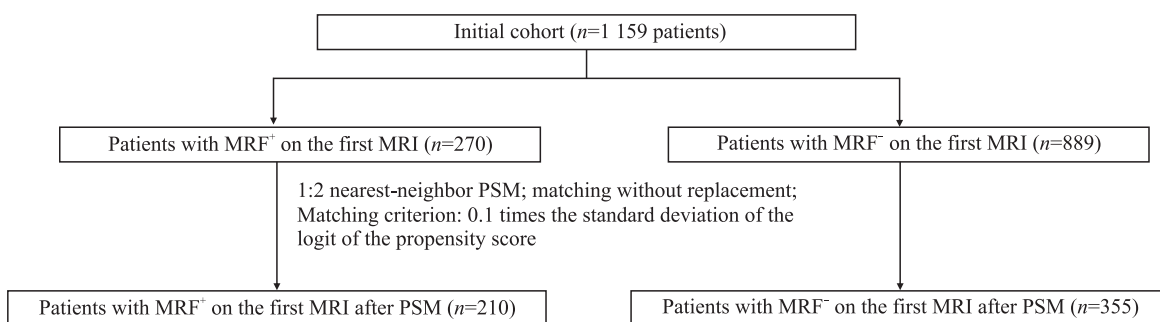 Initial cohort (n=1 159 patients)
Patients with MRF⁺ on the first MRI (n=270)
Patients with MRF⁻ on the first MRI (n=889)
1:2 nearest-neighbor PSM; matching without replacement;
Matching criterion: 0.1 times the standard deviation of the
logit of the propensity score
Patients with MRF⁺ on the first MRI after PSM (n=210)
Patients with MRF⁻ on the first MRI after PSM (n=355)